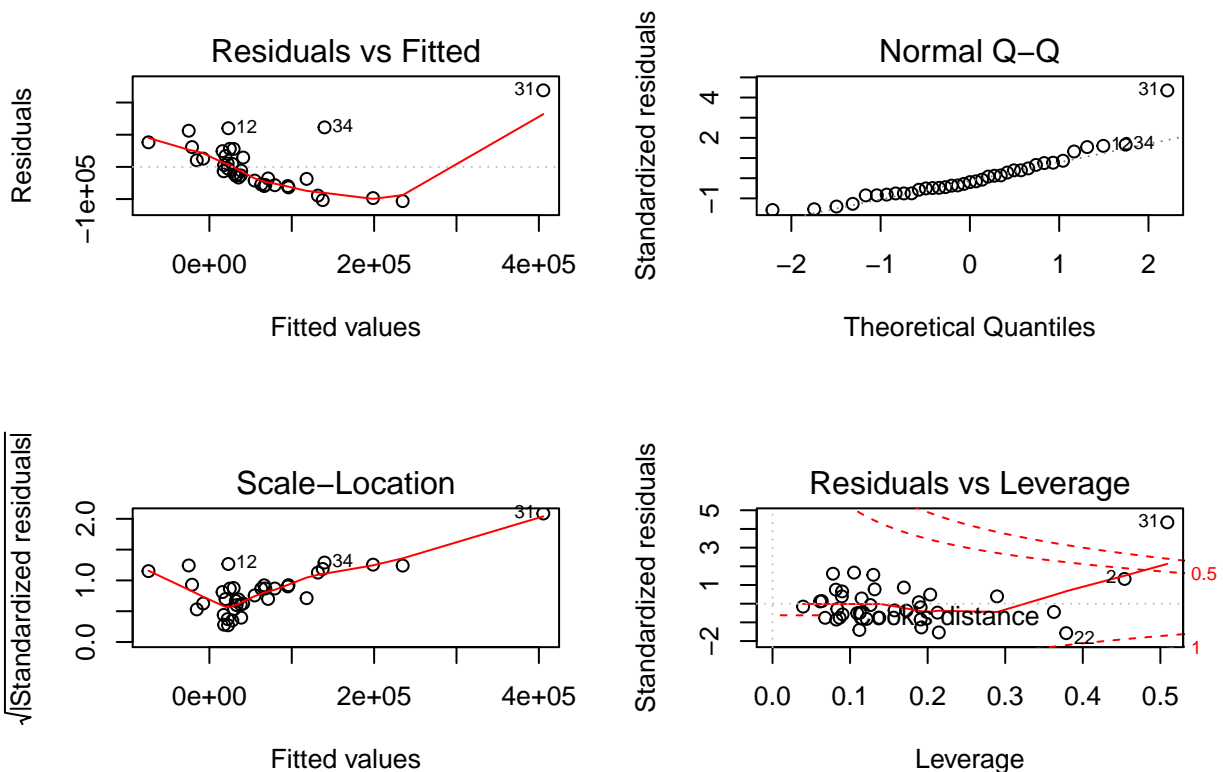 Residuals vs Fitted
Residuals
−1e+05
31
12
34
0e+00 2e+05 4e+05
Fitted values
Normal Q−Q
Standardized residuals
−1 2 4
31
1234
−2 −1 0 1 2
Theoretical Quantiles
Scale−Location
√|Standardized residuals|
0.0 1.0 2.0
31
12
34
0e+00 2e+05 4e+05
Fitted values
Residuals vs Leverage
Standardized residuals
−2 1 3 5
31
2
22
distance
0.5
1
0.0 0.1 0.2 0.3 0.4 0.5
Leverage